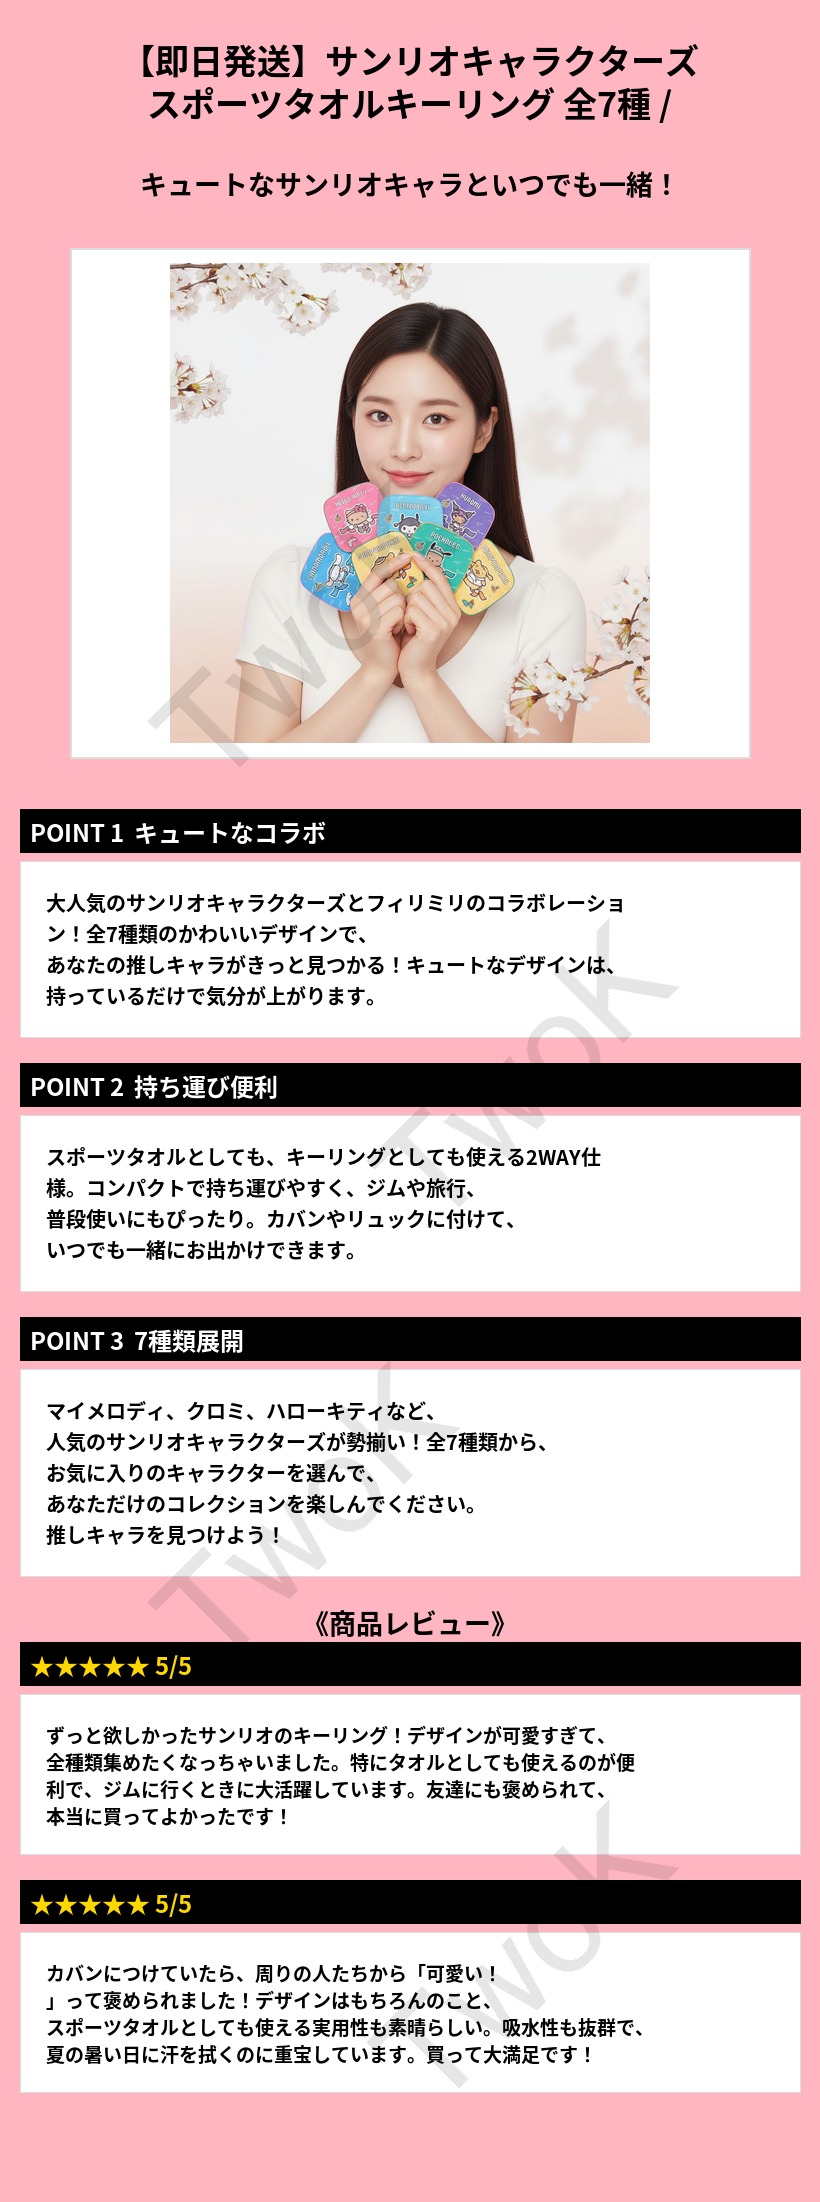 【即日発送】サンリオキャラクターズ
スポーツタオルキーリング 全7種 /
キュートなサンリオキャラといつでも一緒！
HELLO KITTY
KUROMI
POCHACCO
TwoK
POINT 1 キュートなコラボ
大人気のサンリオキャラクターズとフィリミリのコラボレーショ
ン！全7種類のかわいいデザインで、
あなたの推しキャラがきっと見つかる！キュートなデザインは、
持っているだけで気分が上がります。
TwoK
POINT 2 持ち運び便利
スポーツタオルとしても、キーリングとしても使える2WAY仕
様。コンパクトで持ち運びやすく、ジムや旅行、
普段使いにもぴったり。カバンやリュックに付けて、
いつでも一緒にお出かけできます。
POINT 3 7種類展開
マイメロディ、クロミ、ハローキティなど、
人気のサンリオキャラクターズが勢揃い！全7種類から、
お気に入りのキャラクターを選んで、
あなただけのコレクションを楽しんでください。
推しキャラを見つけよう！
TwoK
《商品レビュー》
★★★★★ 5/5
ずっと欲しかったサンリオのキーリング！デザインが可愛すぎて、
全種類集めたくなっちゃいました。特にタオルとしても使えるのが便
利で、ジムに行くときに大活躍しています。友達にも褒められて、
本当に買ってよかったです！
★★★★★ 5/5
カバンにつけていたら、周りの人たちから「可愛い！
」って褒められました！デザインはもちろんのこと、
スポーツタオルとしても使える実用性も素晴らしい。吸水性も抜群で、
夏の暑い日に汗を拭くのに重宝しています。買って大満足です！
TwoK